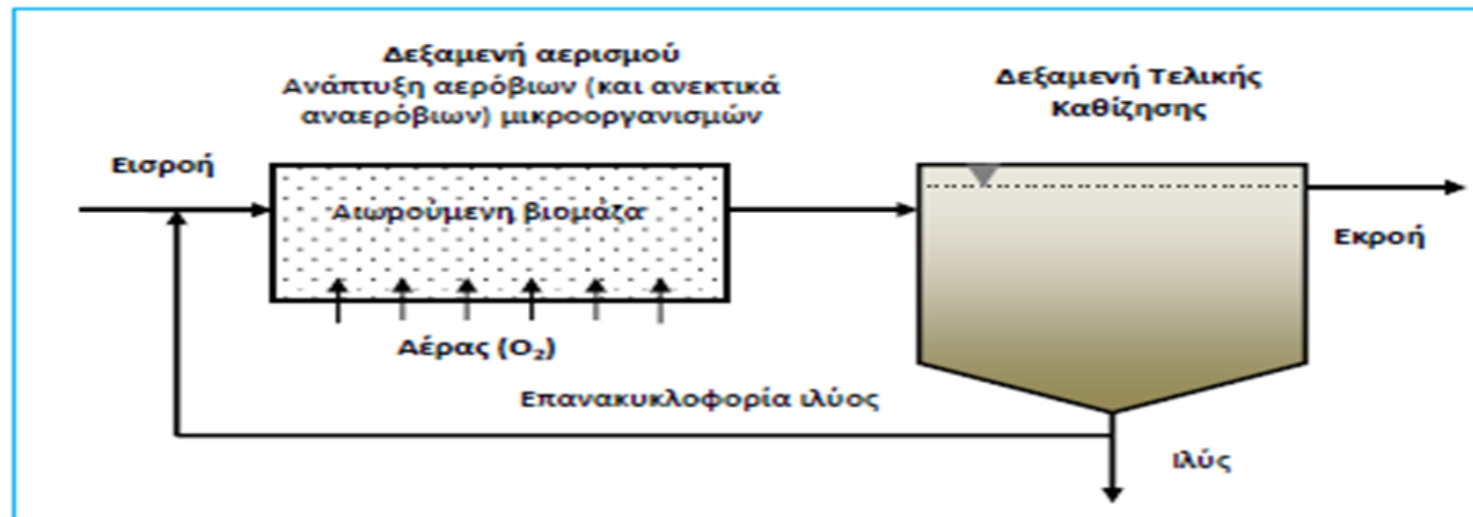 Δεξαμενή αερισμού
Ανάπτυξη αερόβιων (και ανεκτικά
αναερόβιων) μικροοργανισμών
Δεξαμενή Τελικής
Καθίζησης
Εισροή
Αιωρούμενη βιομάζα
Εκροή
Αέρας (O₂)
Επανακυκλοφορία ιλύος
Ιλύς